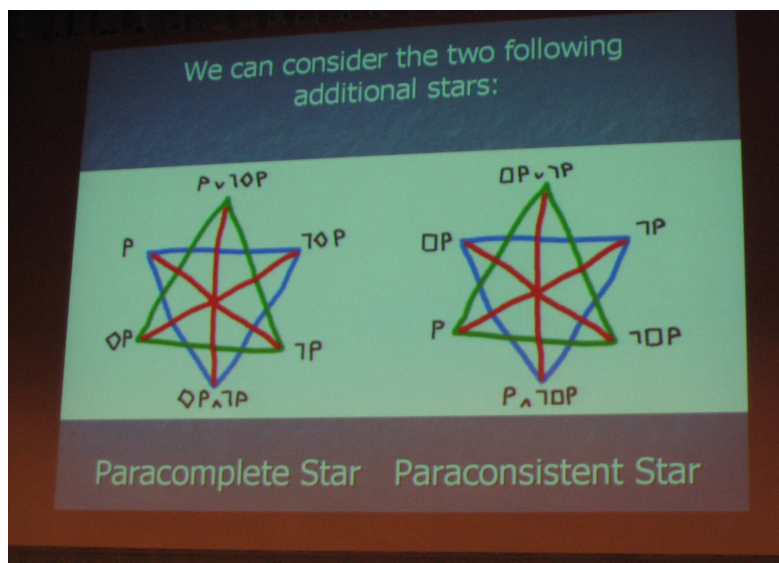 We can consider the two following
additional stars:
P∨¬◇P
□P∨¬P
P
¬◇P
□P
¬P
◇P
¬P
P
¬□P
◇P∧¬P
P∧¬□P
Paracomplete Star
Paraconsistent Star